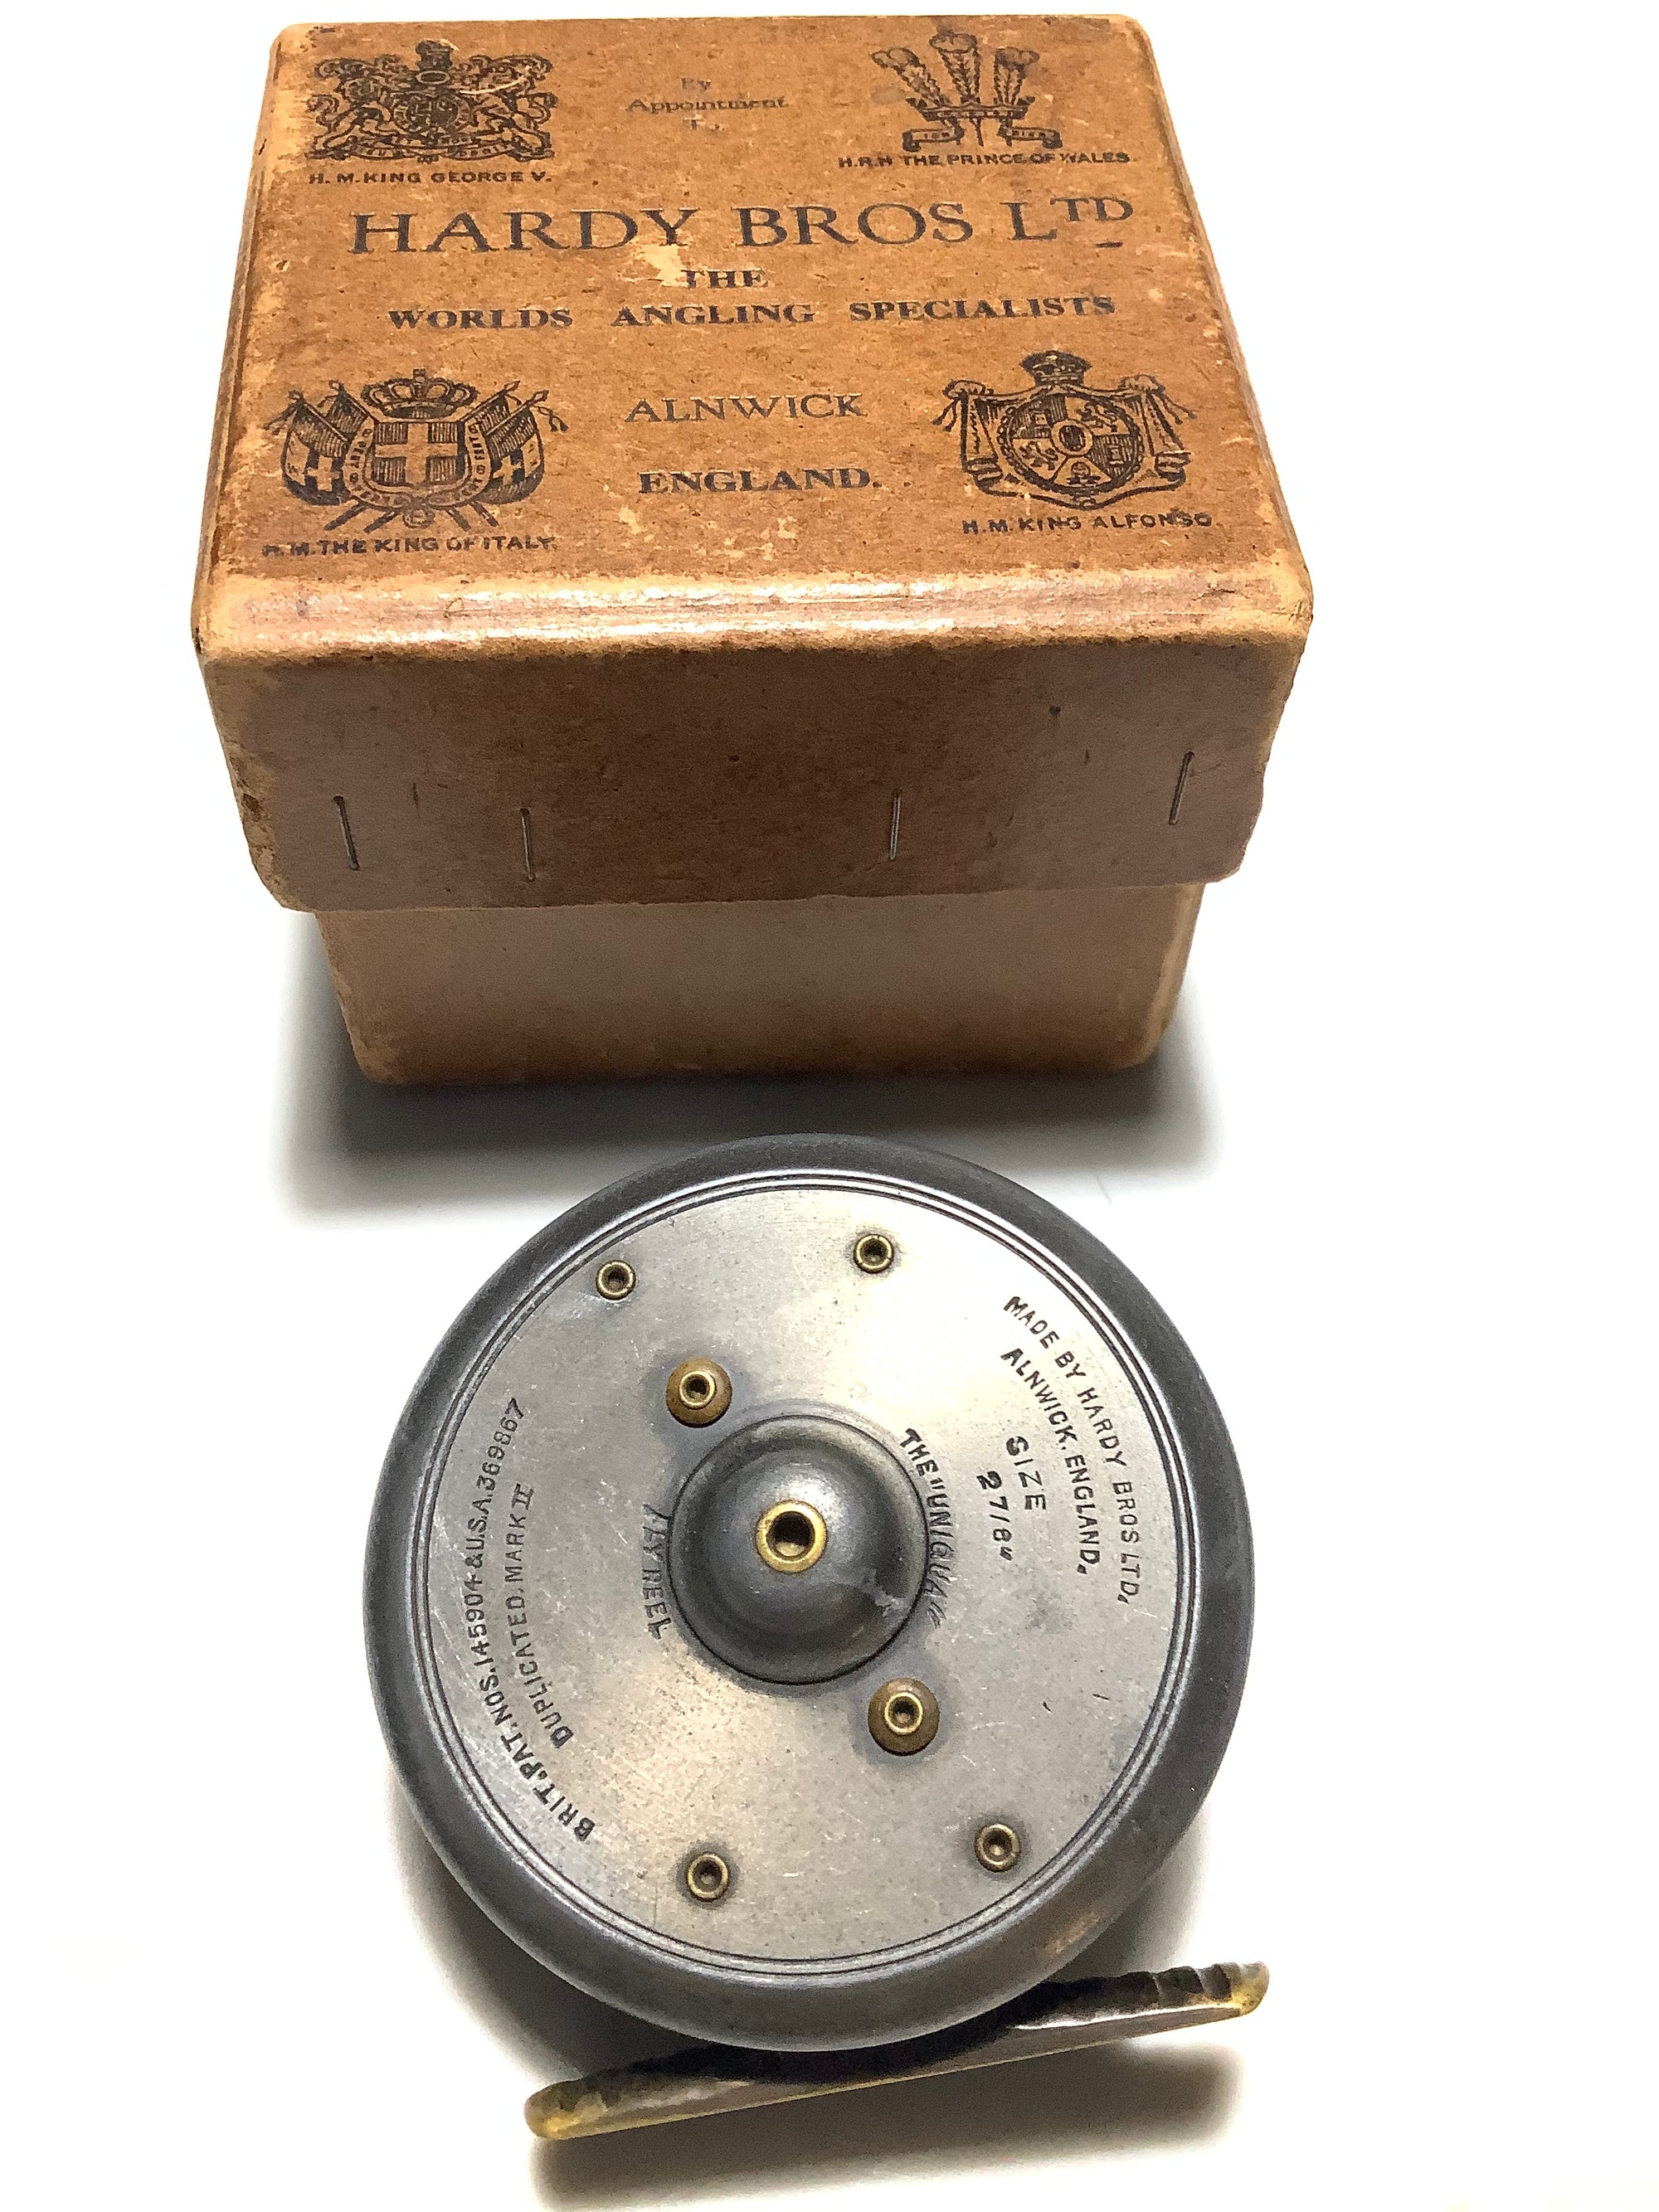 By
Appointment
To
H.M.KING GEORGE V.
H.R.H THE PRINCE OF WALES.
HARDY BROS LTD
THE
WORLDS ANGLING SPECIALISTS
ALNWICK
ENGLAND.
H.M.THE KING OF ITALY.
H.M.KING ALFONSO.
MADE BY HARDY BROS LTD,
ALNWICK. ENGLAND,
SIZE
27/8"
THE "UNIQUA"
FLY REEL
BRIT.PAT.NOS.145904 & U.S.A.369867
DUPLICATED. MARK II